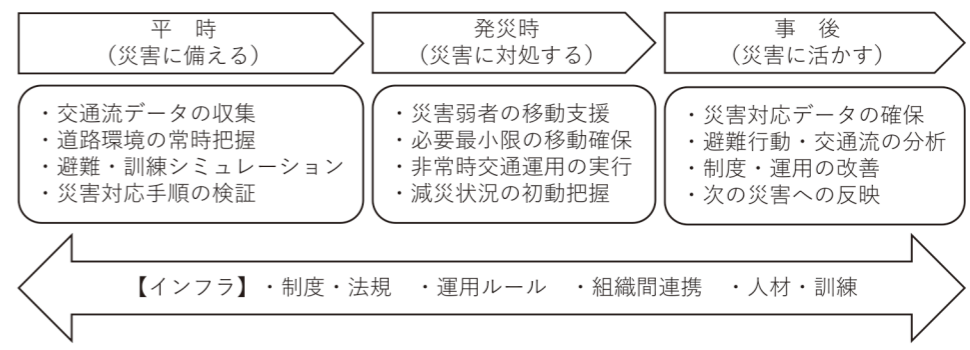 平　時
（災害に備える）
・交通流データの収集
・道路環境の常時把握
・避難・訓練シミュレーション
・災害対応手順の検証
発災時
（災害に対処する）
・災害弱者の移動支援
・必要最小限の移動確保
・非常時交通運用の実行
・減災状況の初動把握
事　後
（災害に活かす）
・災害対応データの確保
・避難行動・交通流の分析
・制度・運用の改善
・次の災害への反映
【インフラ】・制度・法規　・運用ルール　・組織間連携　・人材・訓練